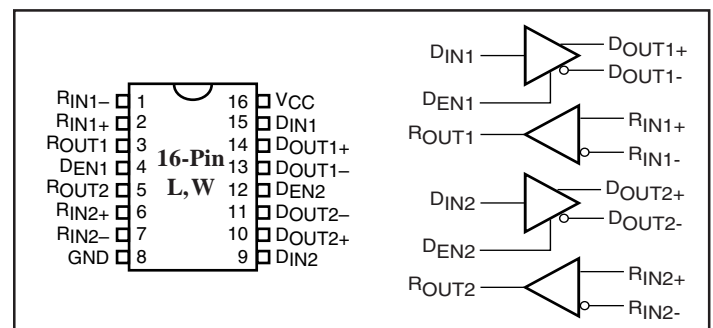 RIN1– 1 16 VCC
RIN1+ 2 15 DIN1
ROUT1 3 14 DOUT1+
DEN1 4 13 DOUT1–
ROUT2 5 12 DEN2
RIN2+ 6 11 DOUT2–
RIN2– 7 10 DOUT2+
GND 8 9 DIN2
16-Pin
L,W
DIN1
DOUT1+
DOUT1-
DEN1
ROUT1
RIN1+
RIN1-
DIN2
DOUT2+
DOUT2-
DEN2
ROUT2
RIN2+
RIN2-